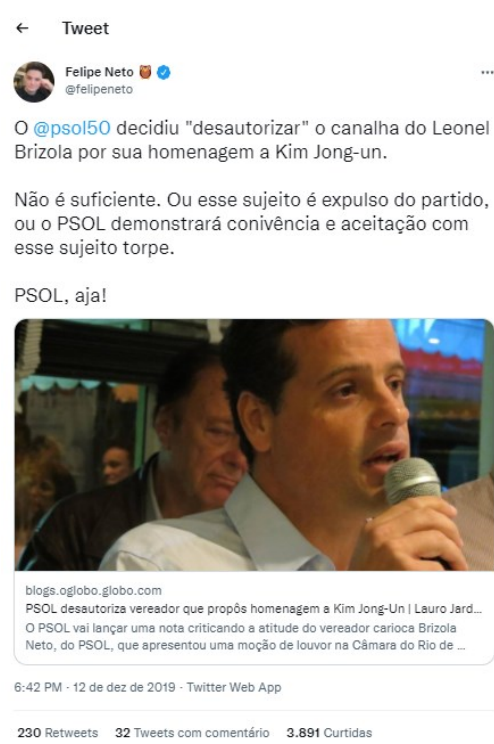 Tweet
Felipe Neto 🦉
@felipeneto
O @psol50 decidiu "desautorizar" o canalha do Leonel
Brizola por sua homenagem a Kim Jong-un.
Não é suficiente. Ou esse sujeito é expulso do partido,
ou o PSOL demonstrará conivência e aceitação com
esse sujeito torpe.
PSOL, aja!
blogs.oglobo.globo.com
PSOL desautoriza vereador que propôs homenagem a Kim Jong-Un | Lauro Jard...
O PSOL vai lançar uma nota criticando a atitude do vereador carioca Brizola
Neto, do PSOL, que apresentou uma moção de louvor na Câmara do Rio de ...
6:42 PM · 12 de dez de 2019 · Twitter Web App
230 Retweets 32 Tweets com comentário 3.891 Curtidas